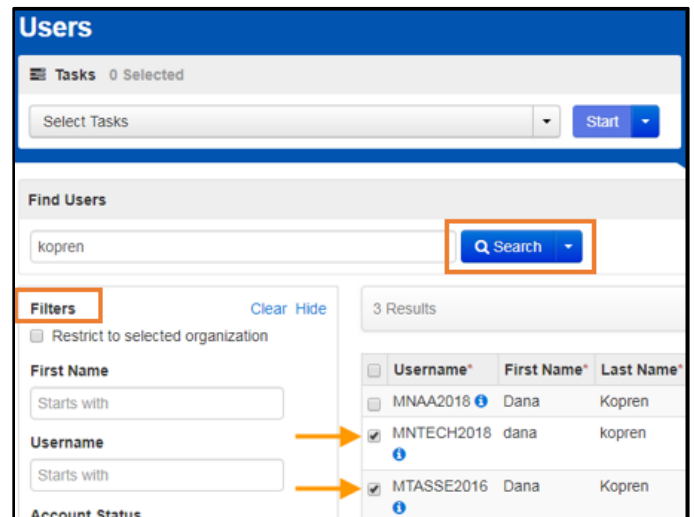 Users
Tasks 0 Selected
Select Tasks
Start
Find Users
kopren
Search
Filters Clear Hide
Restrict to selected organization
First Name
Starts with
Username
Starts with
Account Status
3 Results
Username* First Name* Last Name*
MNAA2018 Dana Kopren
MNTECH2018 dana kopren
MTASSE2016 Dana Kopren